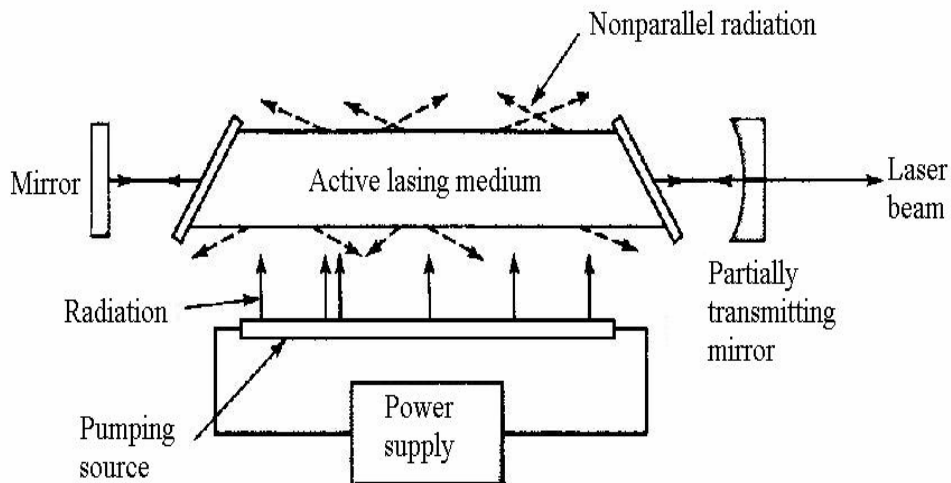 Nonparallel radiation
Mirror
Active lasing medium
Laser
beam
Radiation
Partially
transmitting
mirror
Pumping
source
Power
supply